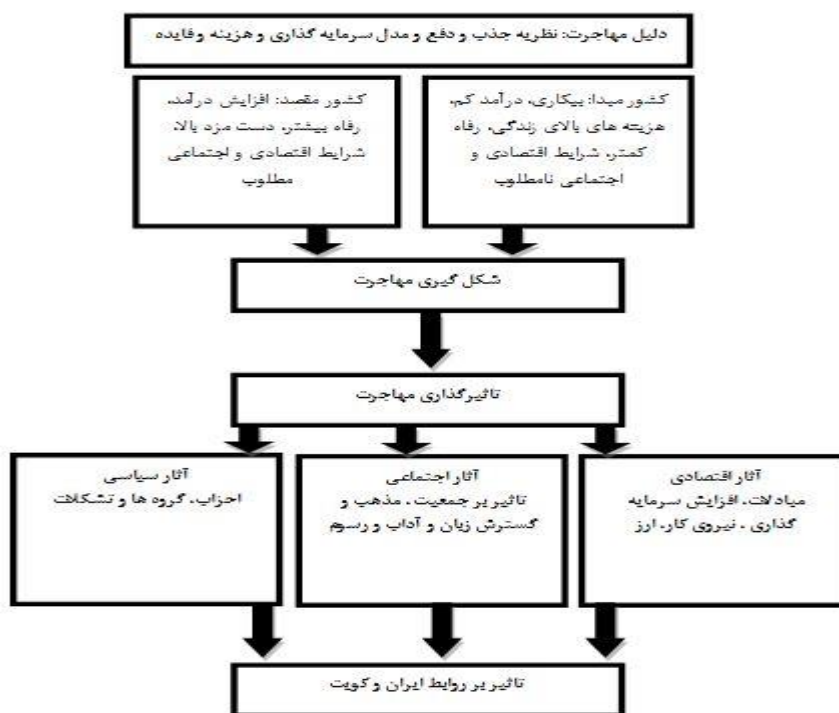 دلیل مهاجرت: نظریه جذب و دفع و مدل سرمایه گذاری و هزینه وفایده
کشور مبدا: بیکاری، درآمد کم،
هزینه های بالای زندگی، رفاه
کمتر، شرایط اقتصادی و
اجتماعی نامطلوب
کشور مقصد: افزایش درآمد،
رفاه بیشتر، دست مزد بالا،
شرایط اقتصادی و اجتماعی
مطلوب
شکل گیری مهاجرت
تاثیرگذاری مهاجرت
آثار اقتصادی
مبادلات، افزایش سرمایه
گذاری ، نیروی کار، ارز
آثار اجتماعی
تاثیر بر جمعیت ، مذهب و
گسترش زبان و آداب و رسوم
آثار سیاسی
احزاب، گروه ها و تشکلات
تاثیر بر روابط ایران و کویت